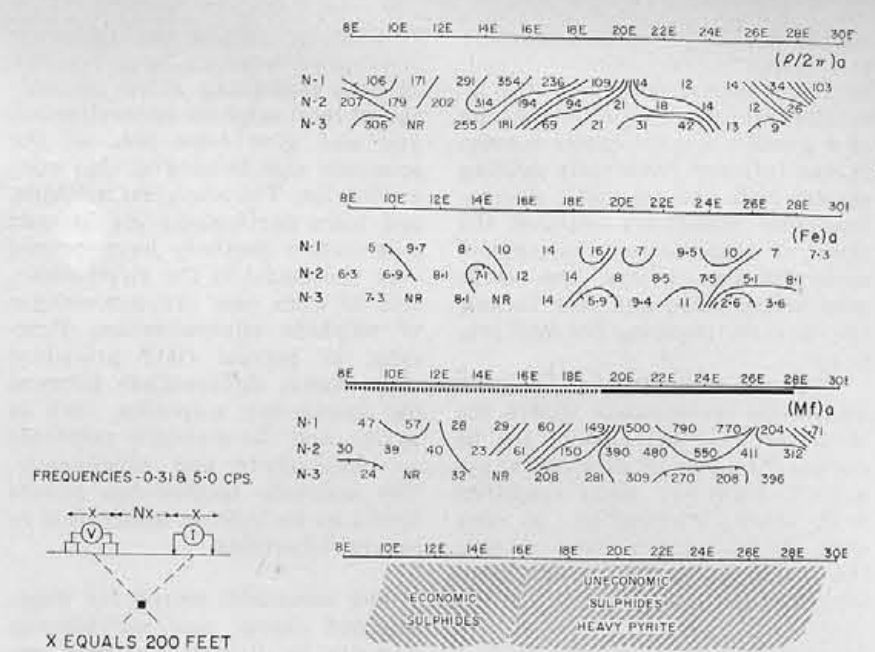 8E 10E 12E 14E 16E 18E 20E 22E 24E 26E 28E 30E
(ρ/2π)a
N-1 106 171 291 354 236 109 14 12 14 34 103
N-2 207 179 202 314 194 94 21 18 14 12 26
N-3 306 NR 255 181 69 21 31 42 13 9
8E 10E 12E 14E 16E 18E 20E 22E 24E 26E 28E 30E
(Fe)a
N-1 5 9·7 8· 10 14 16 7 9·5 10 7 7·3
N-2 6·3 6·9 8·1 7·1 12 14 8 8·5 7·5 5·1 8·1
N-3 7·3 NR 8·1 NR 14 5·9 9·4 11 2·6 3·6
8E 10E 12E 14E 16E 18E 20E 22E 24E 26E 28E 30E
(Mf)a
N-1 47 57 28 29 60 149 500 790 770 204 71
N-2 30 39 40 23 61 150 390 480 550 411 312
N-3 24 NR 32 NR 208 281 309 270 208 396
FREQUENCIES - 0·31 & 5·0 CPS.
X Nx X
V I
X EQUALS 200 FEET
8E 10E 12E 14E 16E 18E 20E 22E 24E 26E 28E 30E
ECONOMIC
SULPHIDES
UNECONOMIC
SULPHIDES
HEAVY PYRITE